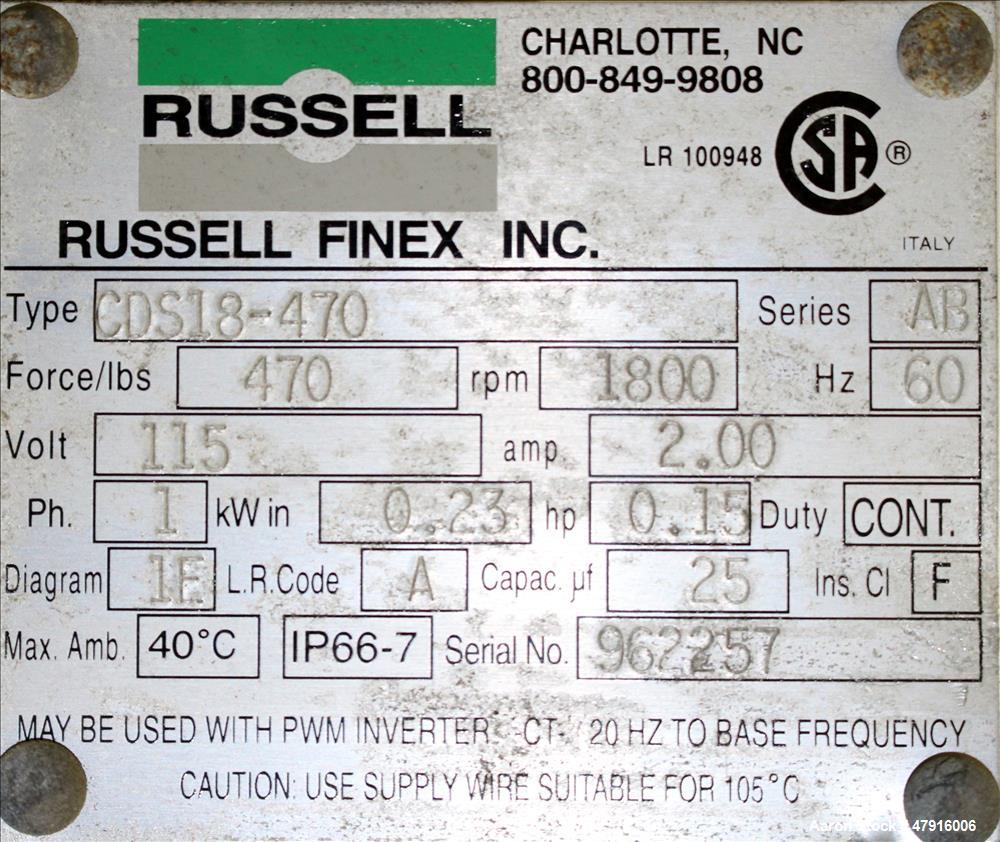 CHARLOTTE, NC
800-849-9808
RUSSELL
LR 100948 CSA ®
RUSSELL FINEX INC.
ITALY
Type CDS18-470 Series AB
Force/lbs 470 rpm 1800 Hz 60
Volt 115 amp. 2.00
Ph. 1 kW in 0.23 hp 0.15 Duty CONT.
Diagram 1E L.R.Code A Capac. µf 25 Ins. Cl F
Max. Amb. 40°C IP66-7 Serial No. 962257
MAY BE USED WITH PWM INVERTER -CT- 20 HZ TO BASE FREQUENCY
CAUTION: USE SUPPLY WIRE SUITABLE FOR 105°C
47916006